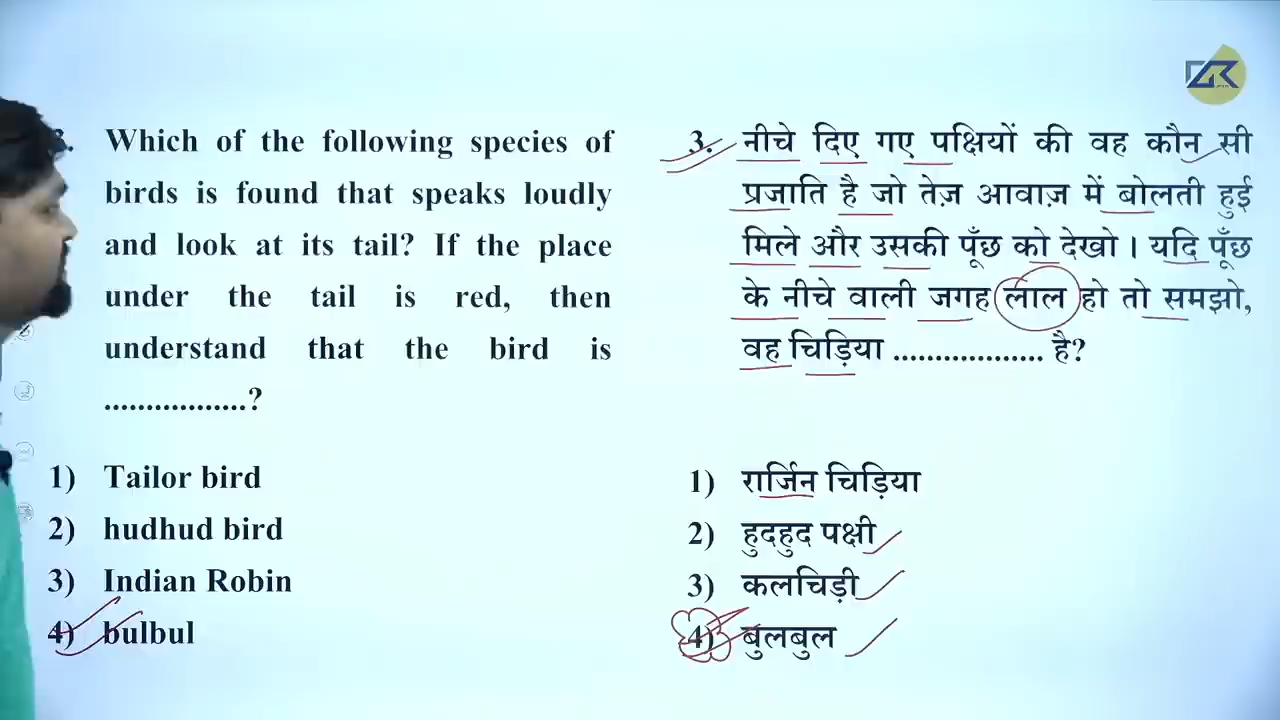 3.
Which of the following species of
birds is found that speaks loudly
and look at its tail? If the place
under the tail is red, then
understand that the bird is
.................?
1) Tailor bird
2) hudhud bird
3) Indian Robin
4) bulbul
3. नीचे दिए गए पक्षियों की वह कौन सी
प्रजाति है जो तेज़ आवाज़ में बोलती हुई
मिले और उसकी पूँछ को देखो । यदि पूँछ
के नीचे वाली जगह लाल हो तो समझो,
वह चिड़िया .................. है?
1) रार्जिन चिड़िया
2) हुदहुद पक्षी
3) कलचिड़ी
4) बुलबुल